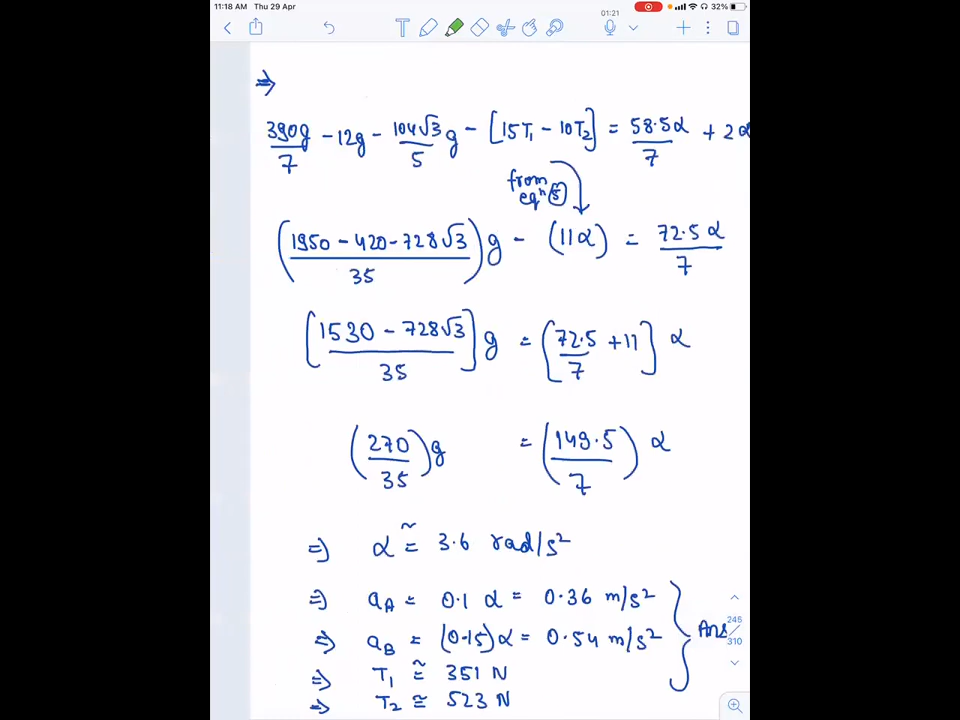 11:18 AM Thu 29 Apr 32%
01:21
⇒
390g/7 - 12g - 104√3/5 g - [15T₁ - 10T₂] = 58.5α/7 + 2α
from
eqⁿ ⑤
(1950 - 420 - 728√3 / 35) g - (11α) = 72.5 α/7
[1530 - 728√3 / 35] g = [72.5/7 + 11] α
(270/35) g = (149.5/7) α
⇒ α ≅ 3.6 rad/s²
⇒ a_A = 0.1 α = 0.36 m/s²
⇒ a_B = (0.15)α = 0.54 m/s²
Ans
⇒ T₁ ≅ 351 N
⇒ T₂ ≅ 523 N
245/310